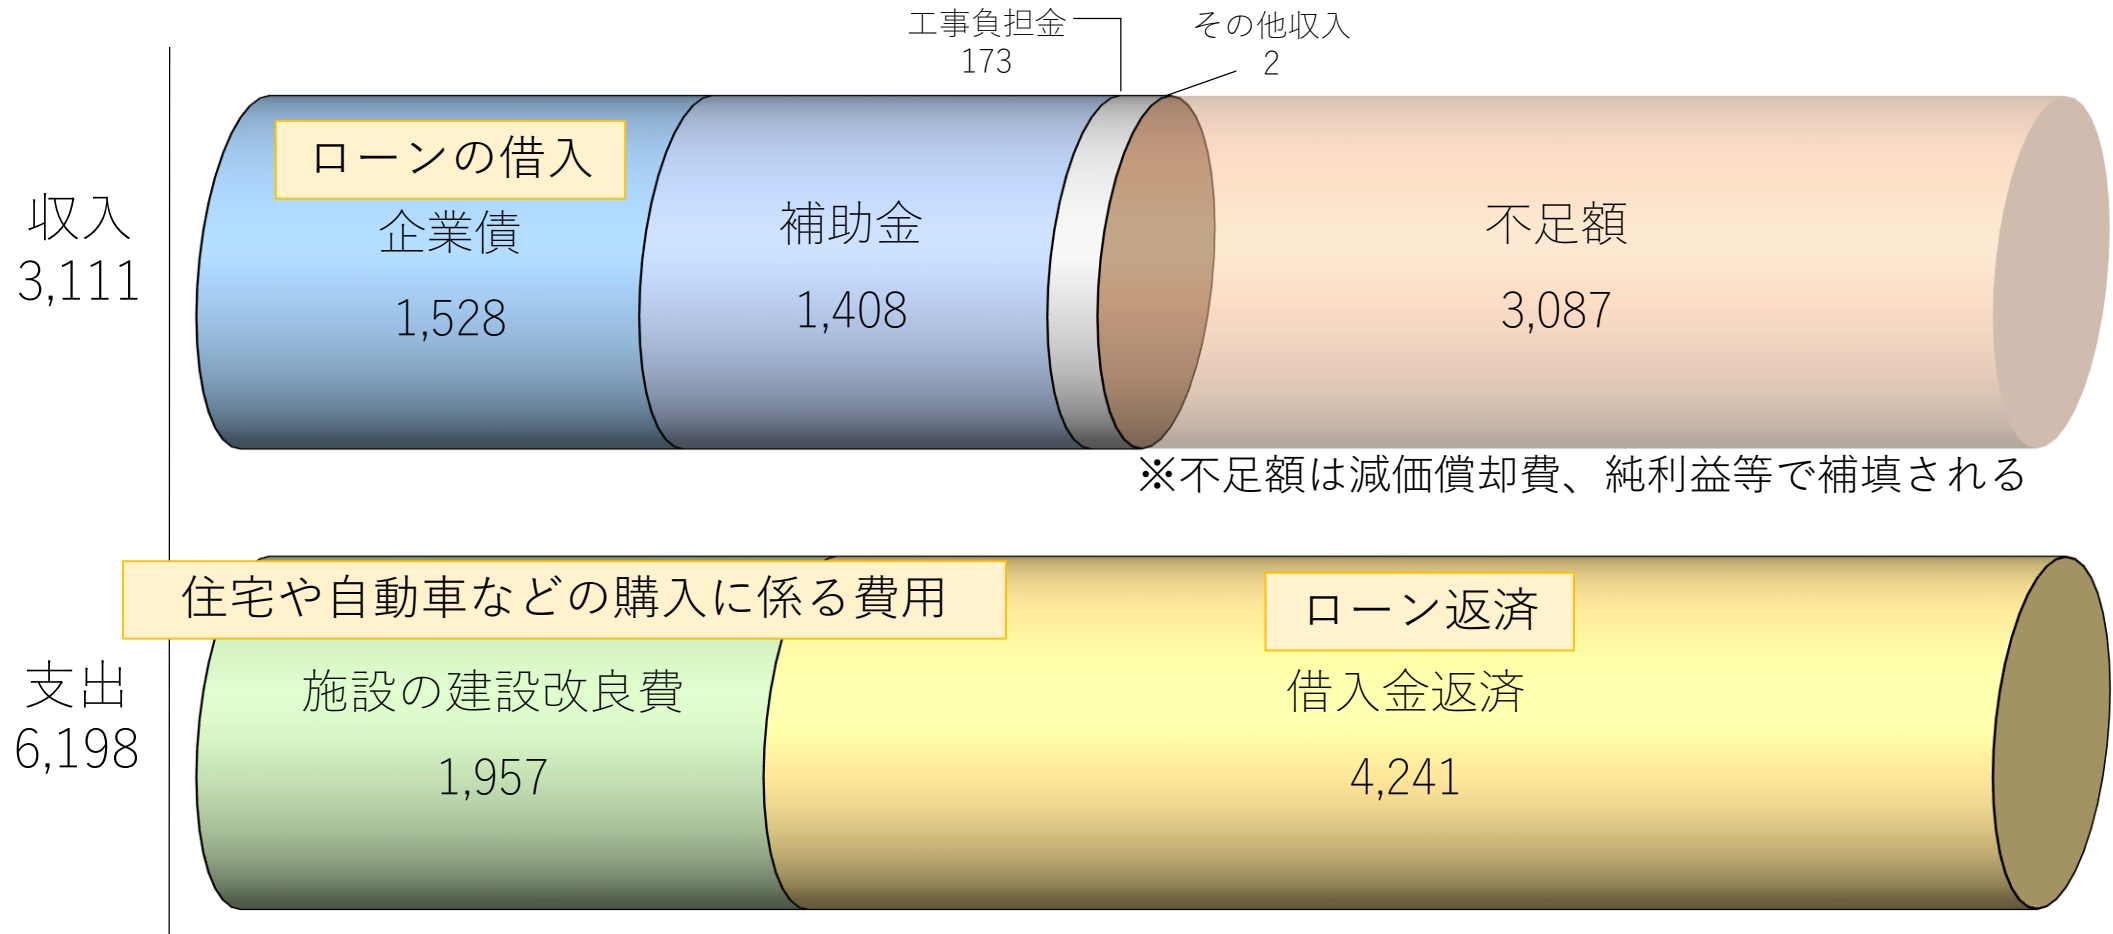 工事負担金
173
その他収入
2
収入
3,111
ローンの借入
企業債
1,528
補助金
1,408
不足額
3,087
※不足額は減価償却費、純利益等で補填される
支出
6,198
住宅や自動車などの購入に係る費用
施設の建設改良費
1,957
ローン返済
借入金返済
4,241